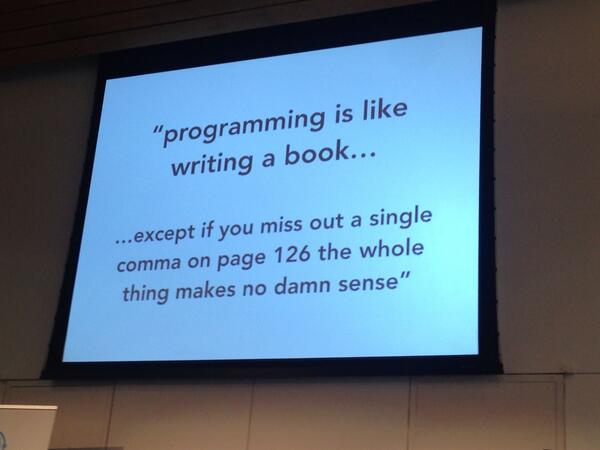 “programming is like
writing a book…
…except if you miss out a single
comma on page 126 the whole
thing makes no damn sense”